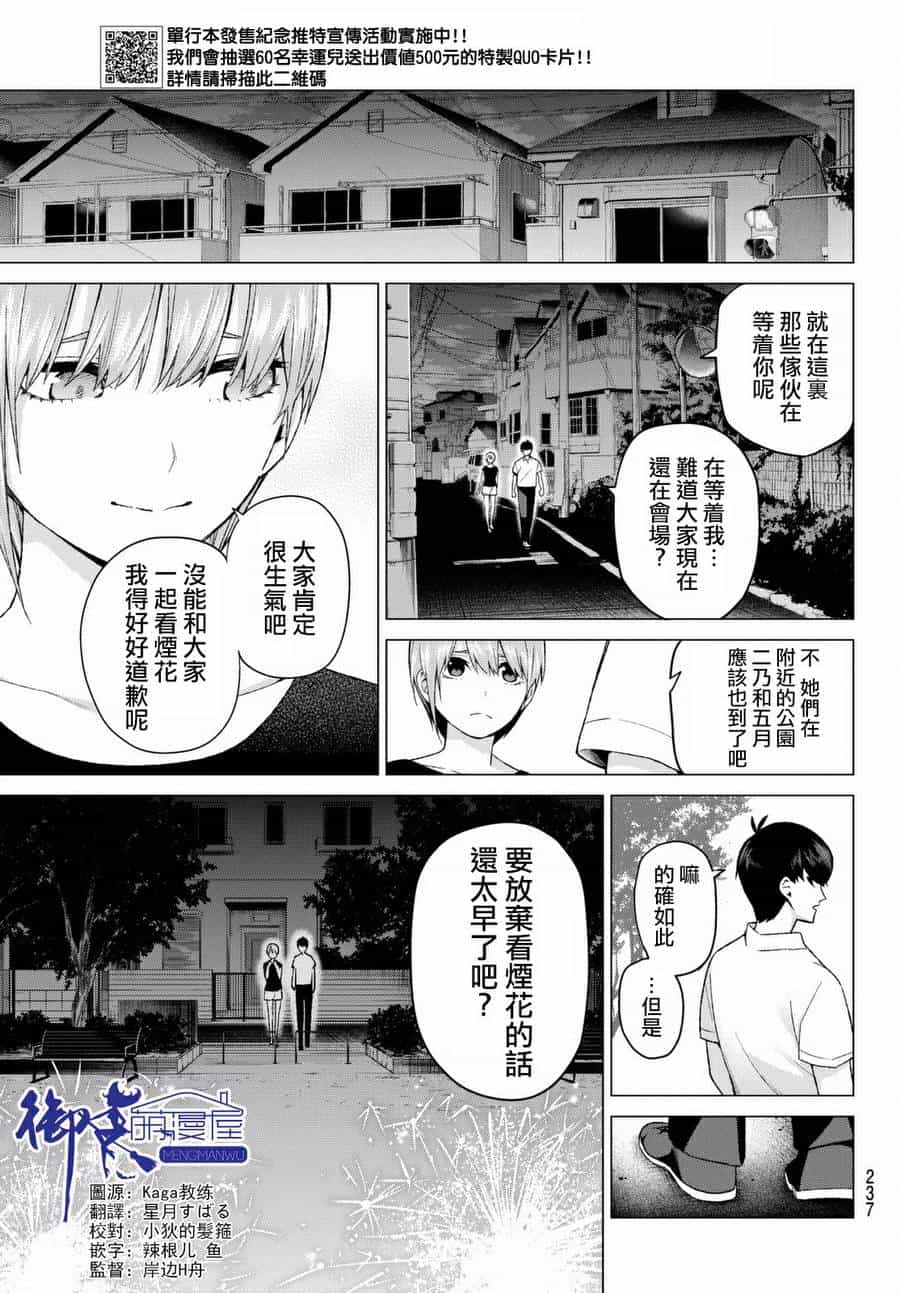 單行本發售紀念推特宣傳活動實施中!!
我們會抽選60名幸運兒送出價値500元的特製QUO卡片!!
詳情請掃描此二維碼
就在這裏
那些傢伙在
等着你呢
在等着我…
難道大家現在
還在會場？
大家肯定
很生氣吧
沒能和大家
一起看煙花
我得好好道歉呢
不 她們在
附近的公園
二乃和五月
應該也到了吧
嘛
的確如此
…但是
要放棄看煙花的話
還太早了吧？
萌漫屋
MENGMANWU
圖源：Kaga教练
翻譯：星月すばる
校對：小狄的髮箍
嵌字：辣根儿 鱼
監督：岸边H舟
237